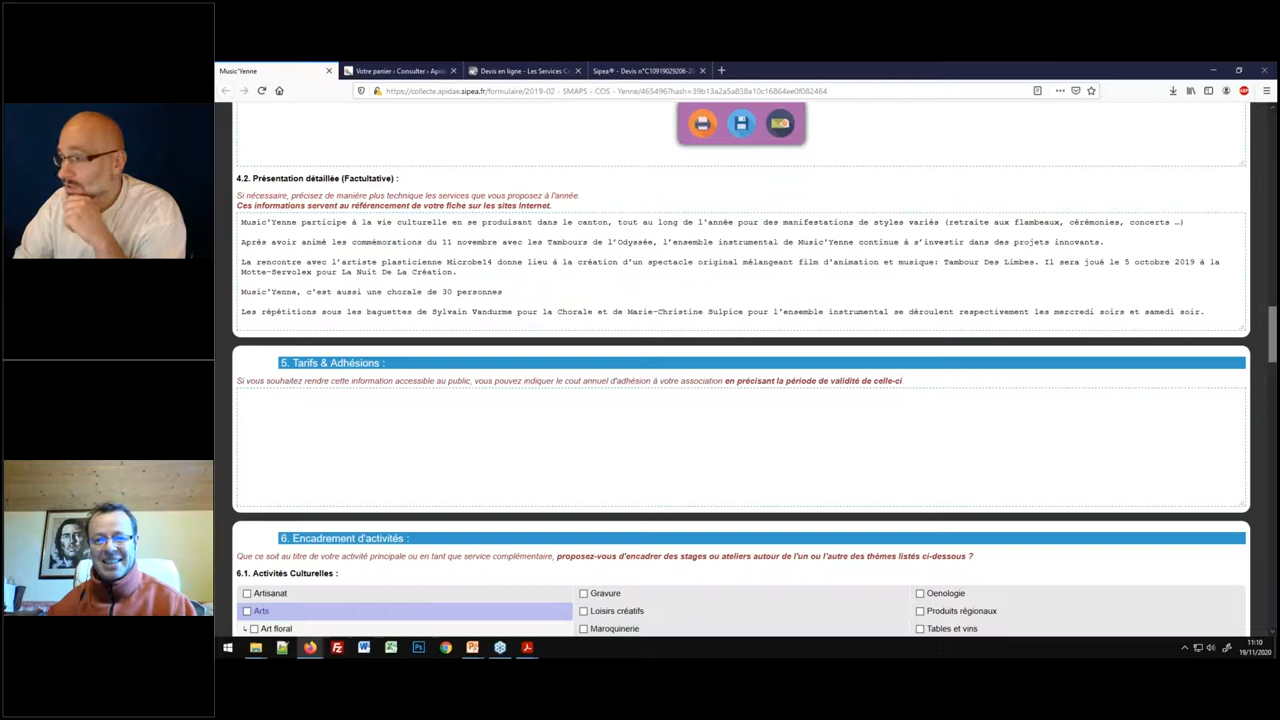 Music'Yenne
Votre panier › Consulter › Apid
Devis en ligne - Les Services C
Sipea® - Devis n°C10919029206-20
https://collecte.apidae.sipea.fr/formulaire/2019-02 - SMAPS - COS - Yenne/465496?hash=39b13a2a5a838a10c16864ee0f082464
4.2. Présentation détaillée (Factultative) :
Si nécessaire, précisez de manière plus technique les services que vous proposez à l'année.
Ces informations servent au référencement de votre fiche sur les sites Internet.
Music'Yenne participe à la vie culturelle en se produisant dans le canton, tout au long de l'année pour des manifestations de styles variés (retraite aux flambeaux, cérémonies, concerts …)
Après avoir animé les commémorations du 11 novembre avec les Tambours de l'Odyssée, l'ensemble instrumental de Music'Yenne continue à s'investir dans des projets innovants.
La rencontre avec l'artiste plasticienne Microbe14 donne lieu à la création d'un spectacle original mêlangeant film d'animation et musique: Tambour Des Limbes. Il sera joué le 5 octobre 2019 à la
Motte-Servolex pour La Nuit De La Création.
Music'Yenne, c'est aussi une chorale de 30 personnes
Les répétitions sous les baguettes de Sylvain Vandurme pour la Chorale et de Marie-Christine Sulpice pour l'ensemble instrumental se déroulent respectivement les mercredi soirs et samedi soir.
5. Tarifs & Adhésions :
Si vous souhaitez rendre cette information accessible au public, vous pouvez indiquer le cout annuel d'adhésion à votre association en précisant la période de validité de celle-ci.
6. Encadrement d'activités :
Que ce soit au titre de votre activité principale ou en tant que service complémentaire, proposez-vous d'encadrer des stages ou ateliers autour de l'un ou l'autre des thèmes listés ci-dessous ?
6.1. Activités Culturelles :
Artisanat Gravure Oenologie
Arts Loisirs créatifs Produits régionaux
Art floral Maroquinerie Tables et vins
11:10
19/11/2020